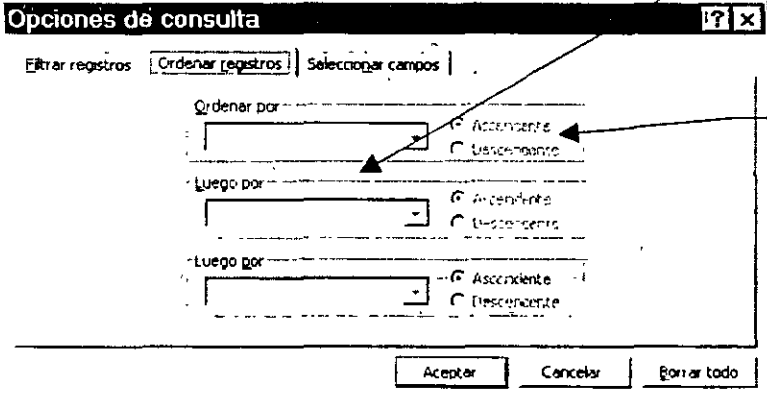 Opciones de consulta
Filtrar registros Ordenar registros Seleccionar campos
Ordenar por
Ascendente
Descendente
Luego por
Ascendente
Descendente
Luego por
Ascendente
Descendente
Aceptar Cancelar Borrar todo